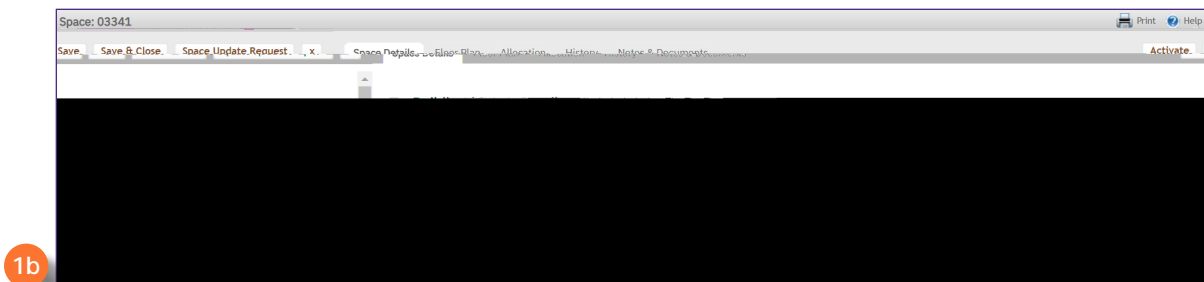 Space: 03341 Print Help
Save Save & Close Space Update Request x Space Details Floor Plan Allocation History Notes & Documents Activate
1b